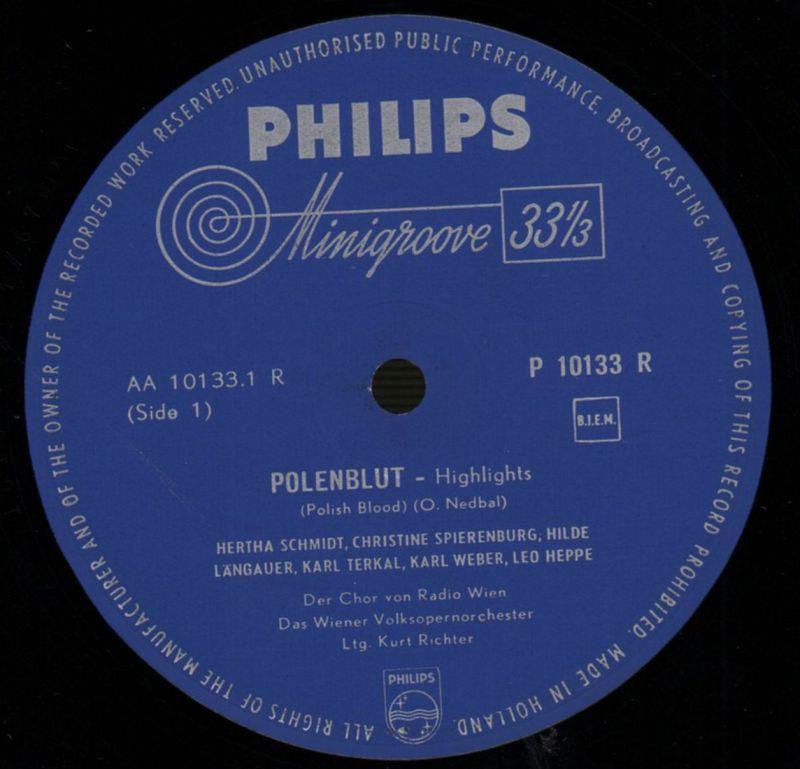 ALL RIGHTS OF THE MANUFACTURER AND OF THE OWNER OF THE RECORDED WORK RESERVED. UNAUTHORISED PUBLIC PERFORMANCE, BROADCASTING AND COPYING OF THIS RECORD PROHIBITED. MADE IN HOLLAND.
PHILIPS
Minigroove 33⅓
AA 10133.1 R
(Side 1)
P 10133 R
B.I.E.M.
POLENBLUT - Highlights
(Polish Blood) (O. Nedbal)
HERTHA SCHMIDT, CHRISTINE SPIERENBURG, HILDE
LÄNGAUER, KARL TERKAL, KARL WEBER, LEO HEPPE
Der Chor von Radio Wien
Das Wiener Volksopernorchester
Ltg. Kurt Richter
PHILIPS